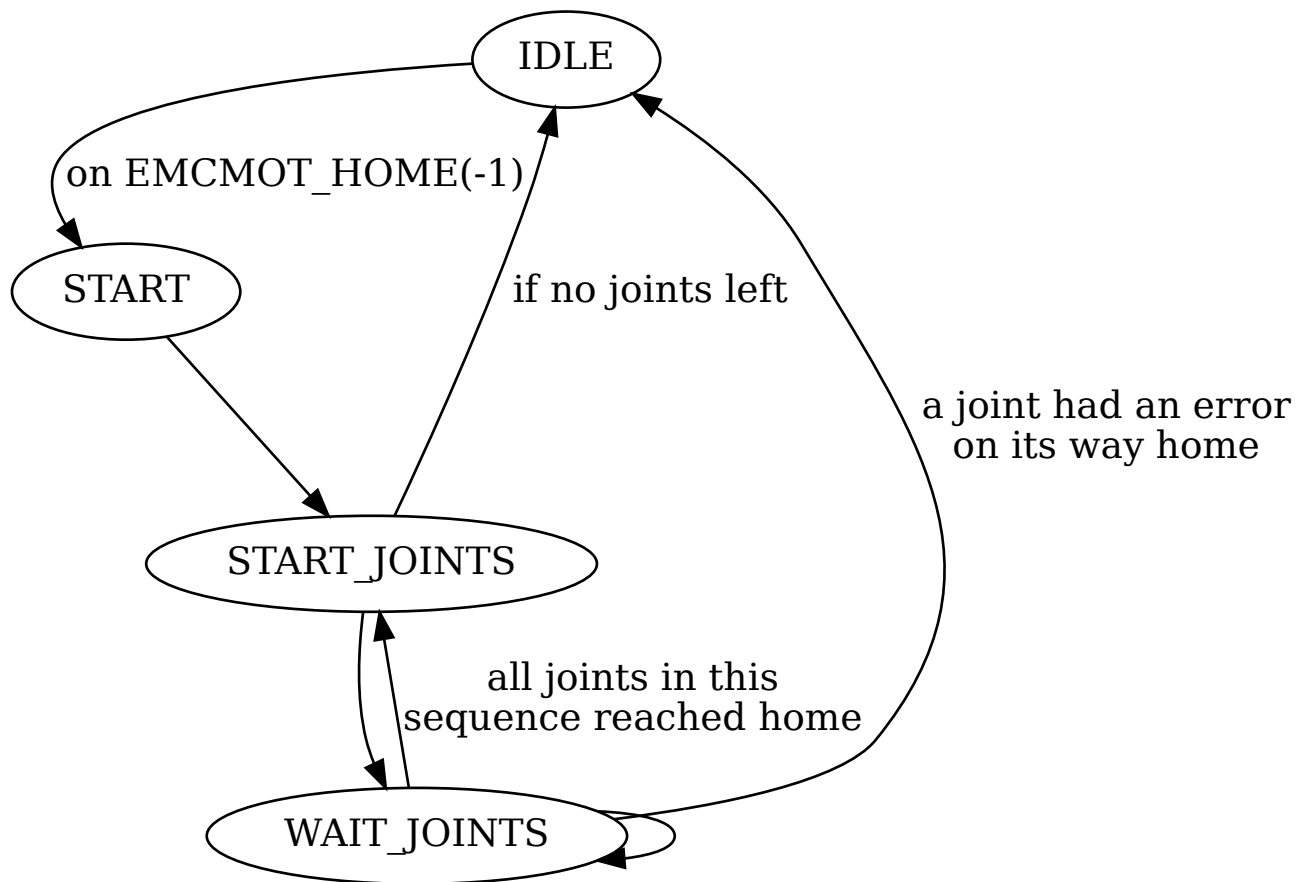 IDLE
on EMCMOT_HOME(-1)
START
if no joints left
a joint had an error
on its way home
START_JOINTS
all joints in this
sequence reached home
WAIT_JOINTS